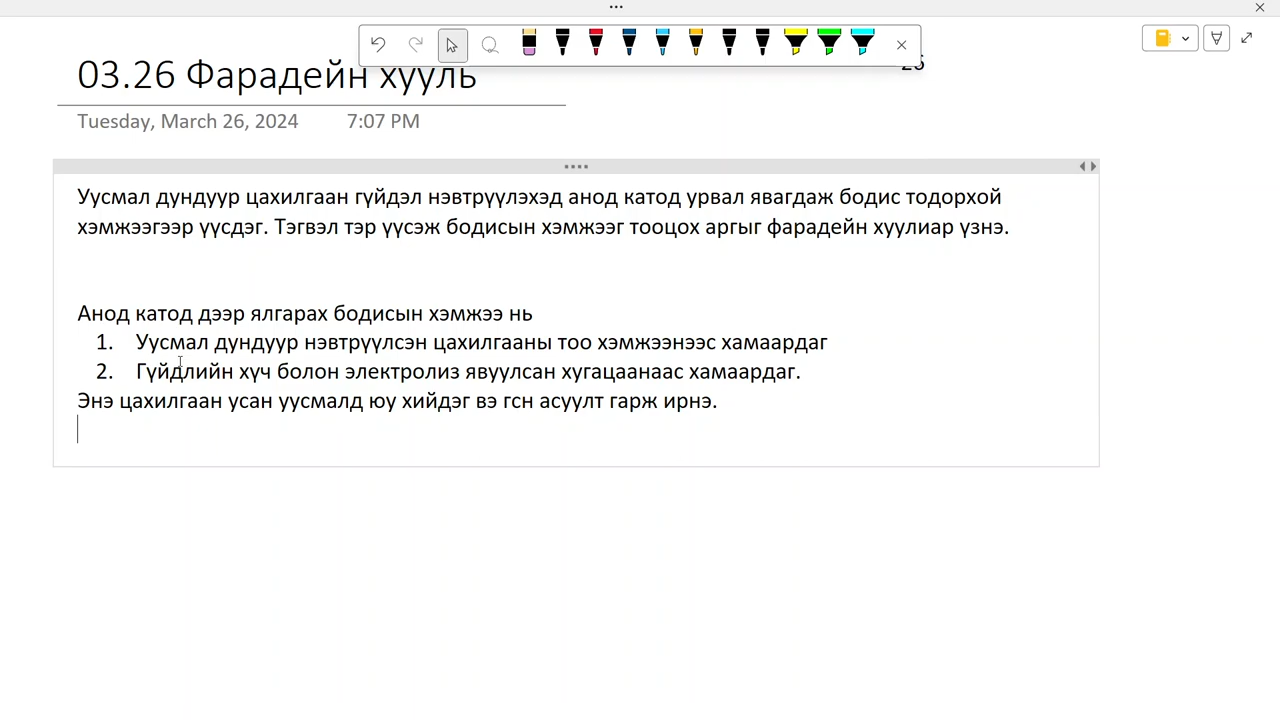 03.26 Фарадейн хууль
Tuesday, March 26, 2024 7:07 PM
Уусмал дундуур цахилгаан гүйдэл нэвтрүүлэхэд анод катод урвал явагдаж бодис тодорхой
хэмжээгээр үүсдэг. Тэгвэл тэр үүсэж бодисын хэмжээг тооцох аргыг фарадейн хуулиар үзнэ.
Анод катод дээр ялгарах бодисын хэмжээ нь
1. Уусмал дундуур нэвтрүүлсэн цахилгааны тоо хэмжээнээс хамаардаг
2. Гүйдлийн хүч болон электролиз явуулсан хугацаанаас хамаардаг.
Энэ цахилгаан усан уусмалд юу хийдэг вэ гсн асуулт гарж ирнэ.